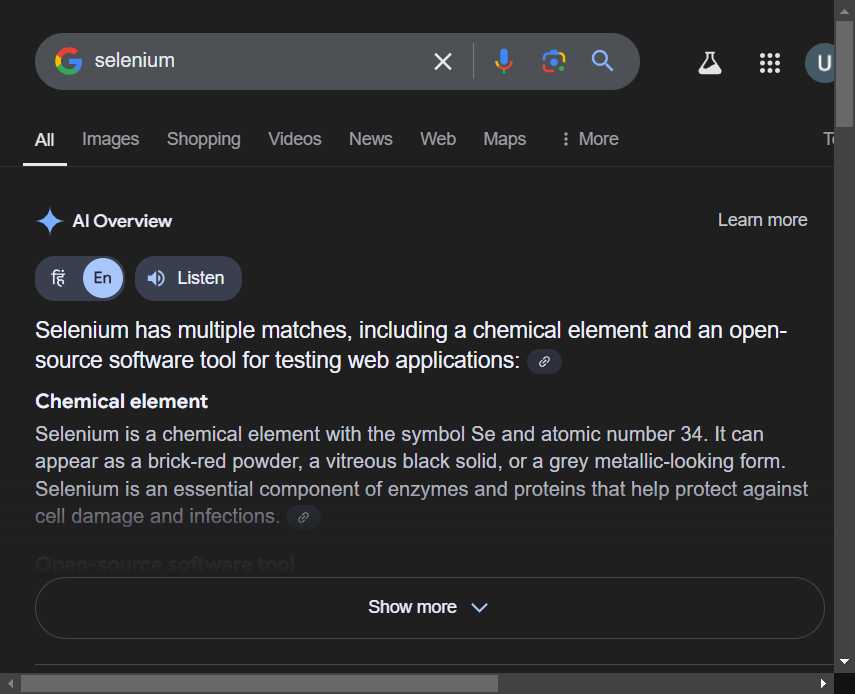 selenium
U
All Images Shopping Videos News Web Maps More
AI Overview Learn more
हिं En Listen
Selenium has multiple matches, including a chemical element and an open-
source software tool for testing web applications:
Chemical element
Selenium is a chemical element with the symbol Se and atomic number 34. It can
appear as a brick-red powder, a vitreous black solid, or a grey metallic-looking form.
Selenium is an essential component of enzymes and proteins that help protect against
cell damage and infections.
Open-source software tool
Show more